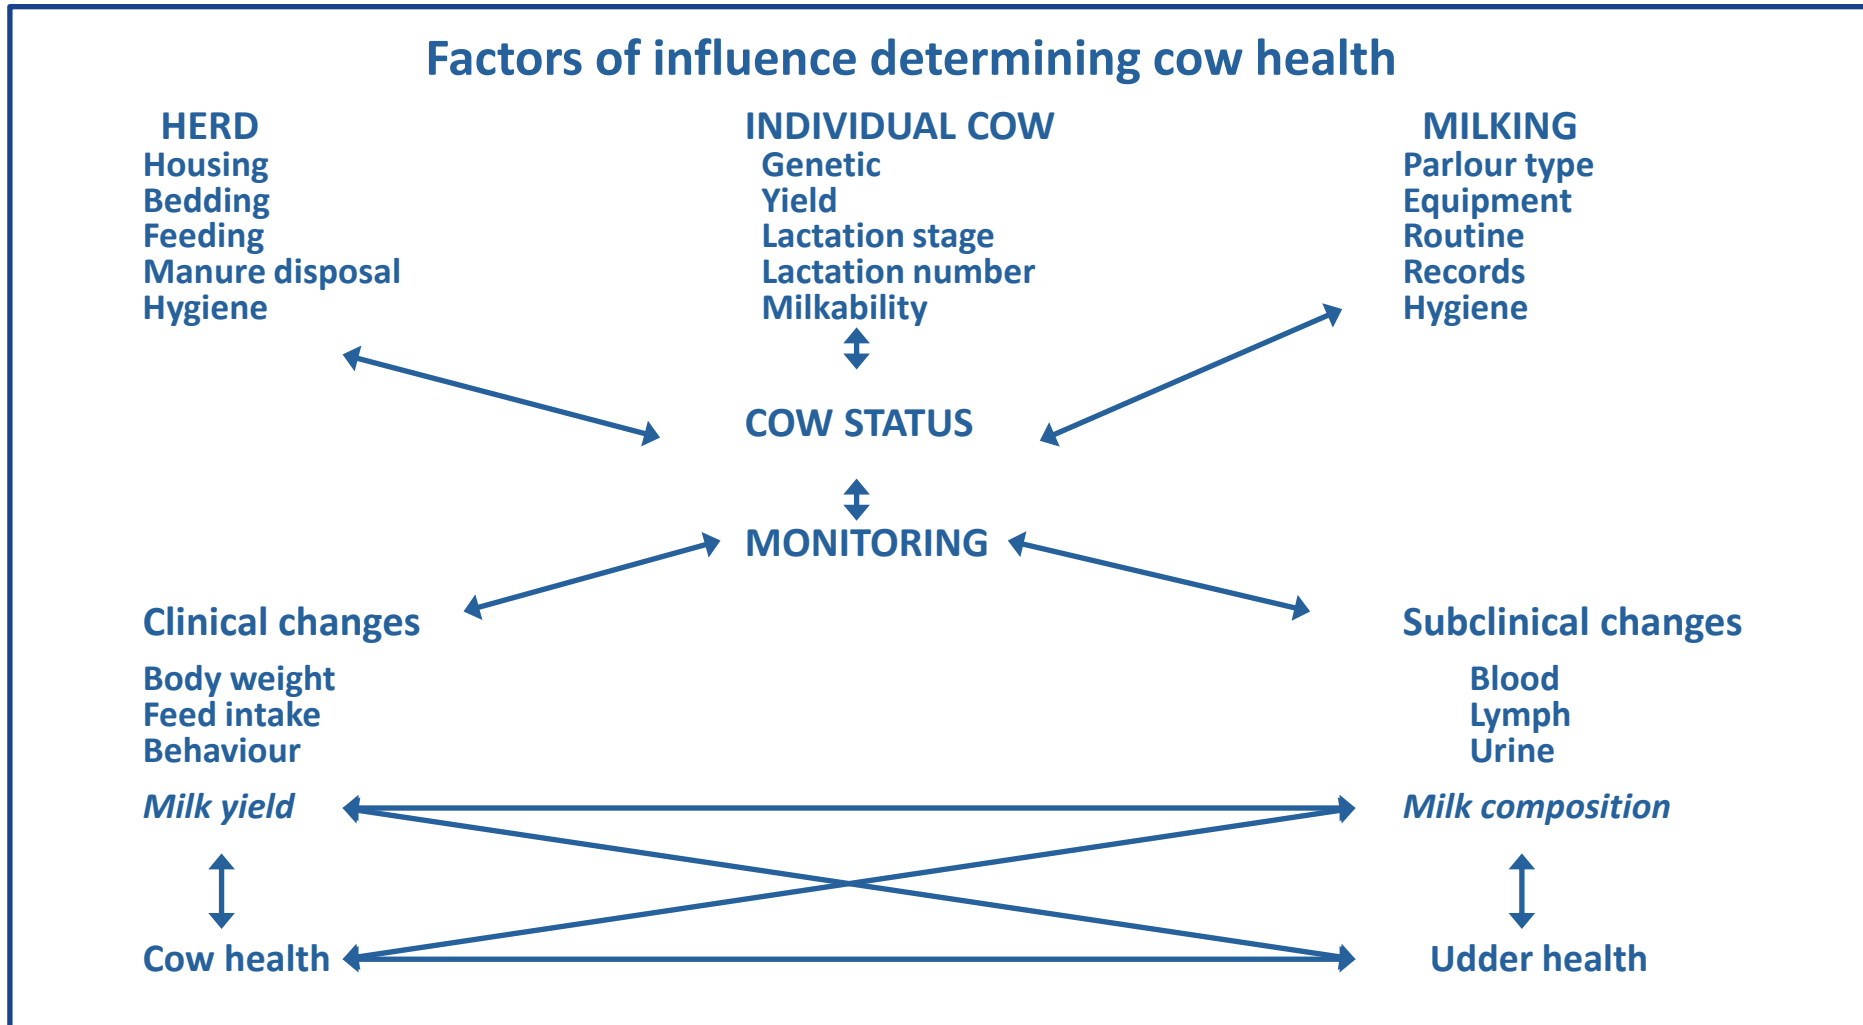 Factors of influence determining cow health
HERD
Housing
Bedding
Feeding
Manure disposal
Hygiene
INDIVIDUAL COW
Genetic
Yield
Lactation stage
Lactation number
Milkability
MILKING
Parlour type
Equipment
Routine
Records
Hygiene
COW STATUS
MONITORING
Clinical changes
Body weight
Feed intake
Behaviour
Milk yield
Cow health
Subclinical changes
Blood
Lymph
Urine
Milk composition
Udder health